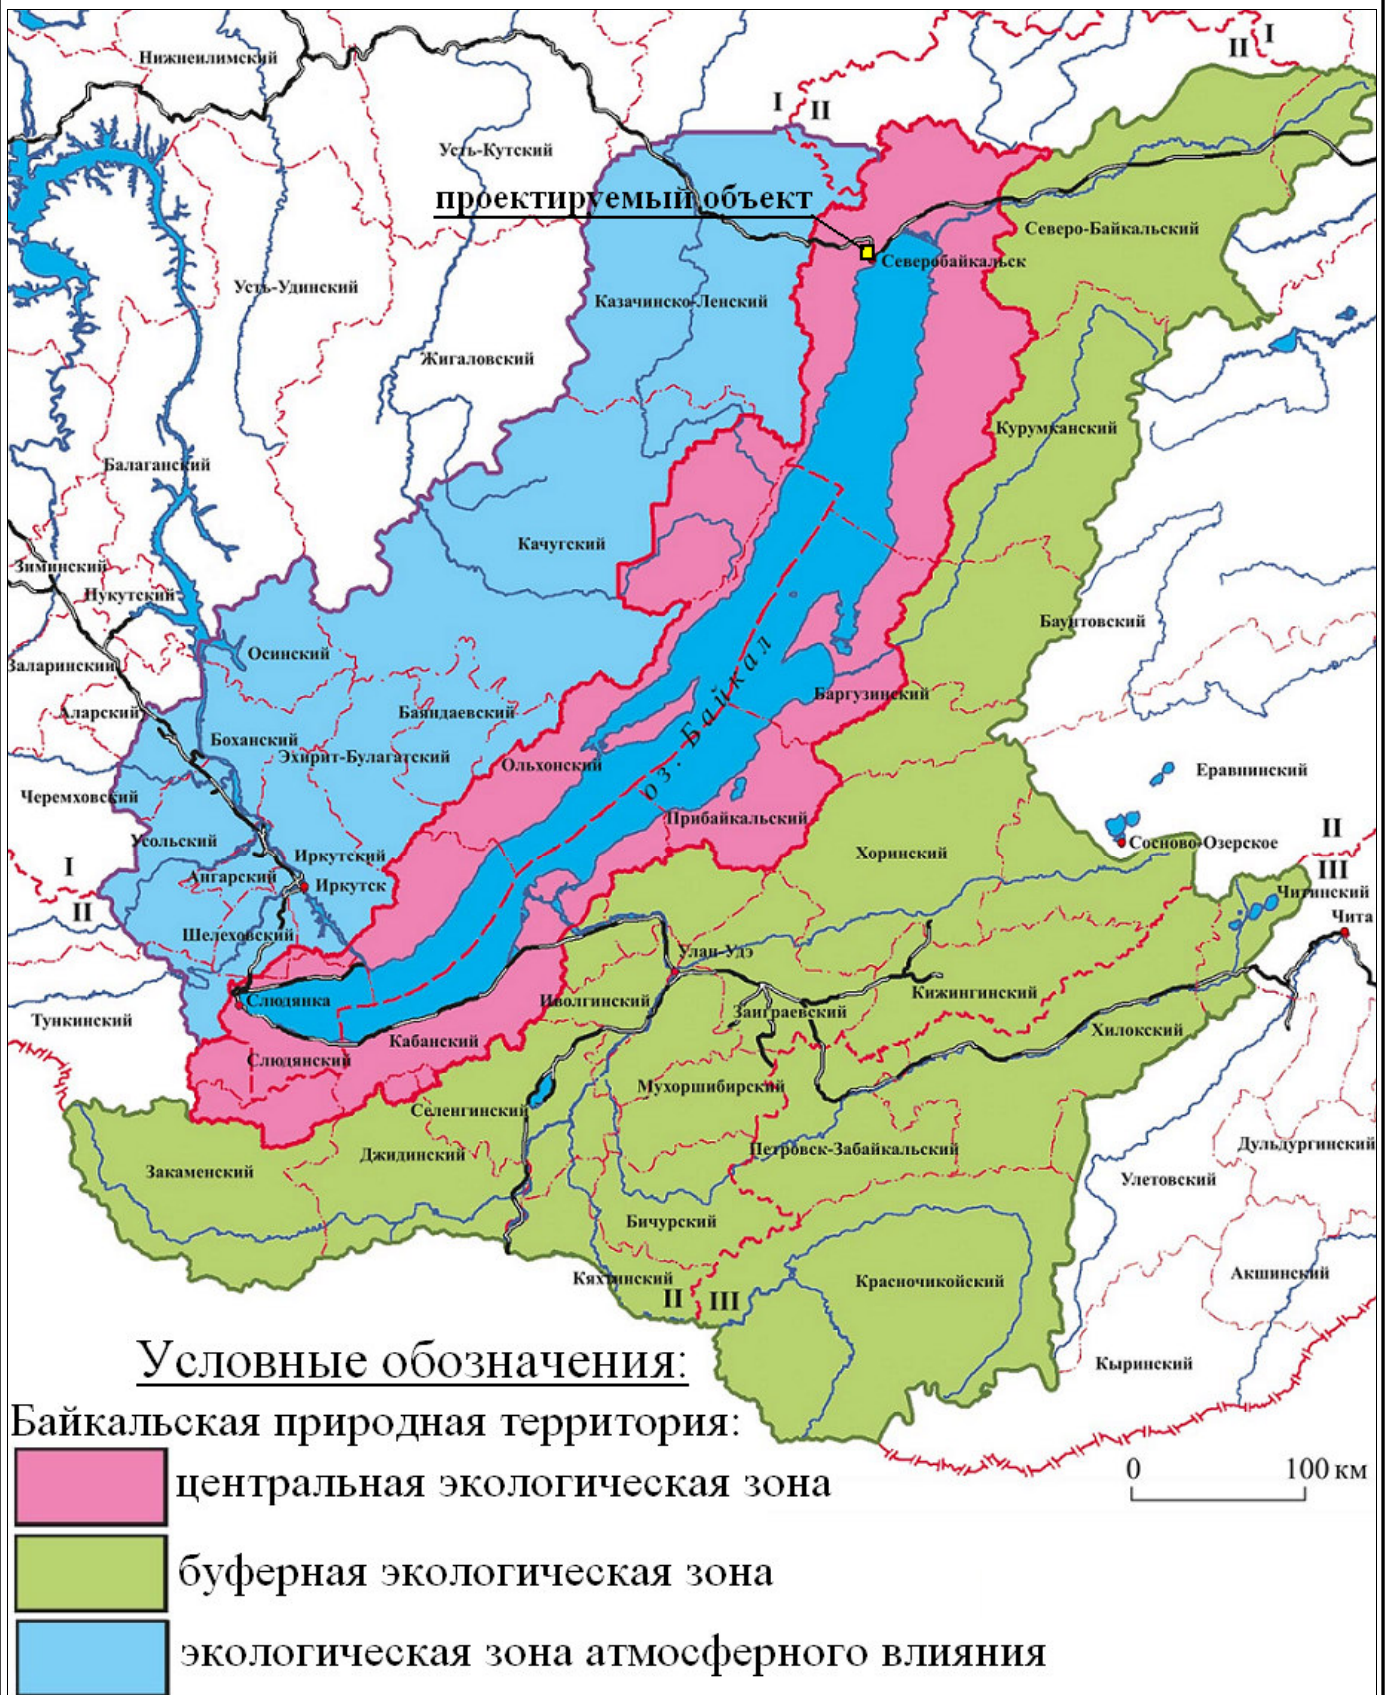 I
II
Нижнеилимский
I II
Усть-Кутский
проектируемый объект
Северо-Байкальский
Северобайкальск
Усть-Удинский
Казачинско-Ленский
Жигаловский
Курумканский
Балаганский
Качугский
Зиминский
Нукутский
Баунтовский
Осинский
Заларинский
Баргузинский
Аларский
Баяндаевский
Боханский
Эхирит-Булагатский
оз. Байкал
Ольхонский
Еравнинский
Черемховский
Прибайкальский
Усольский
Сосново-Озерское
II
Иркутский
Хоринский
I
Ангарский
Иркутск
III
Читинский
II
Чита
Шелеховский
Улан-Удэ
Слюдянка
Иволгинский
Кижингинский
Тункинский
Заиграевский
Хилокский
Кабанский
Слюдянский
Мухоршибирский
Селенгинский
Джидинский
Петровск-Забайкальский
Дульдургинский
Закаменский
Улетовский
Бичурский
Кяхтинский
Красночикойский
Акшинский
II III
Условные обозначения:
Кыринский
Байкальская природная территория:
центральная экологическая зона
0 100 км
буферная экологическая зона
экологическая зона атмосферного влияния